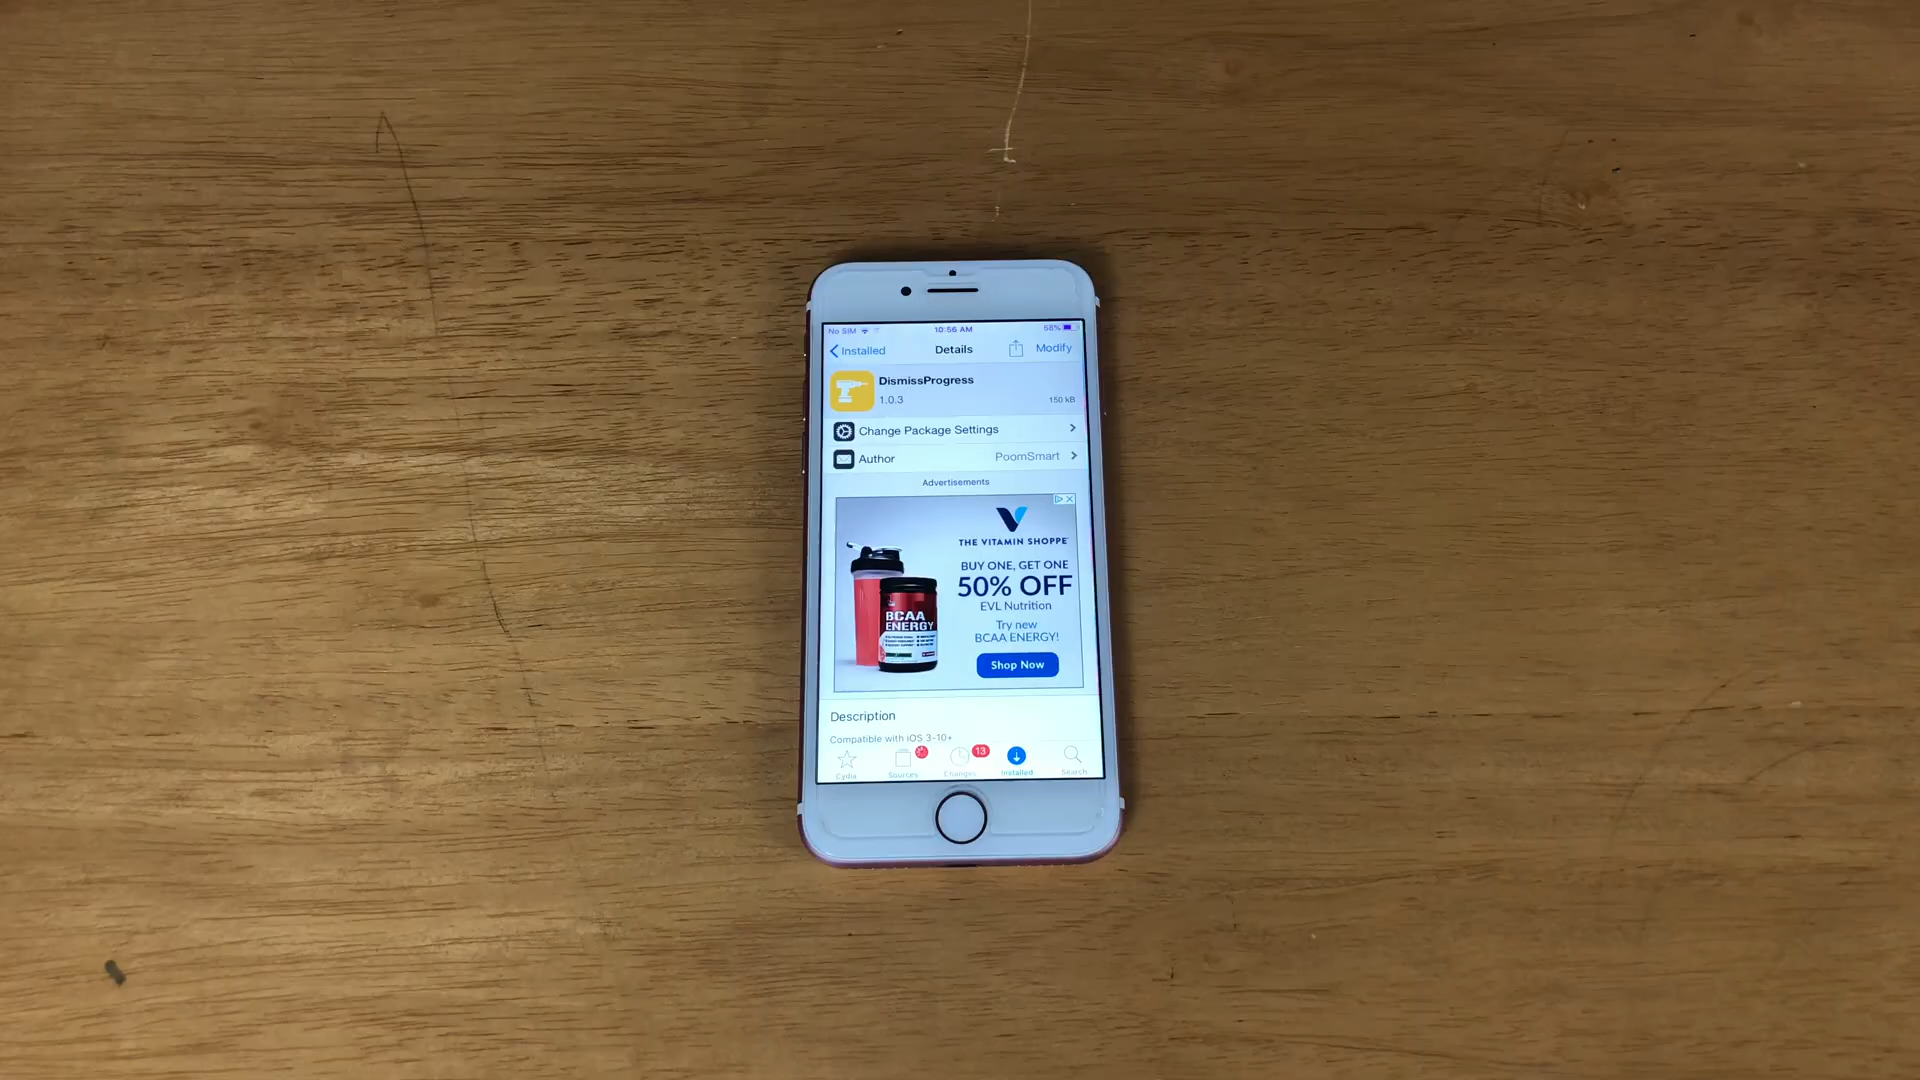 No SIM 10:56 AM 58%
Installed Details Modify
DismissProgress
1.0.3 150 kB
Change Package Settings
Author PoomSmart
Advertisements
THE VITAMIN SHOPPE
BUY ONE, GET ONE
50% OFF
EVL Nutrition
Try new
BCAA ENERGY!
Shop Now
BCAA
ENERGY
Description
Compatible with iOS 3-10+
13
Cydia Sources Changes Installed Search